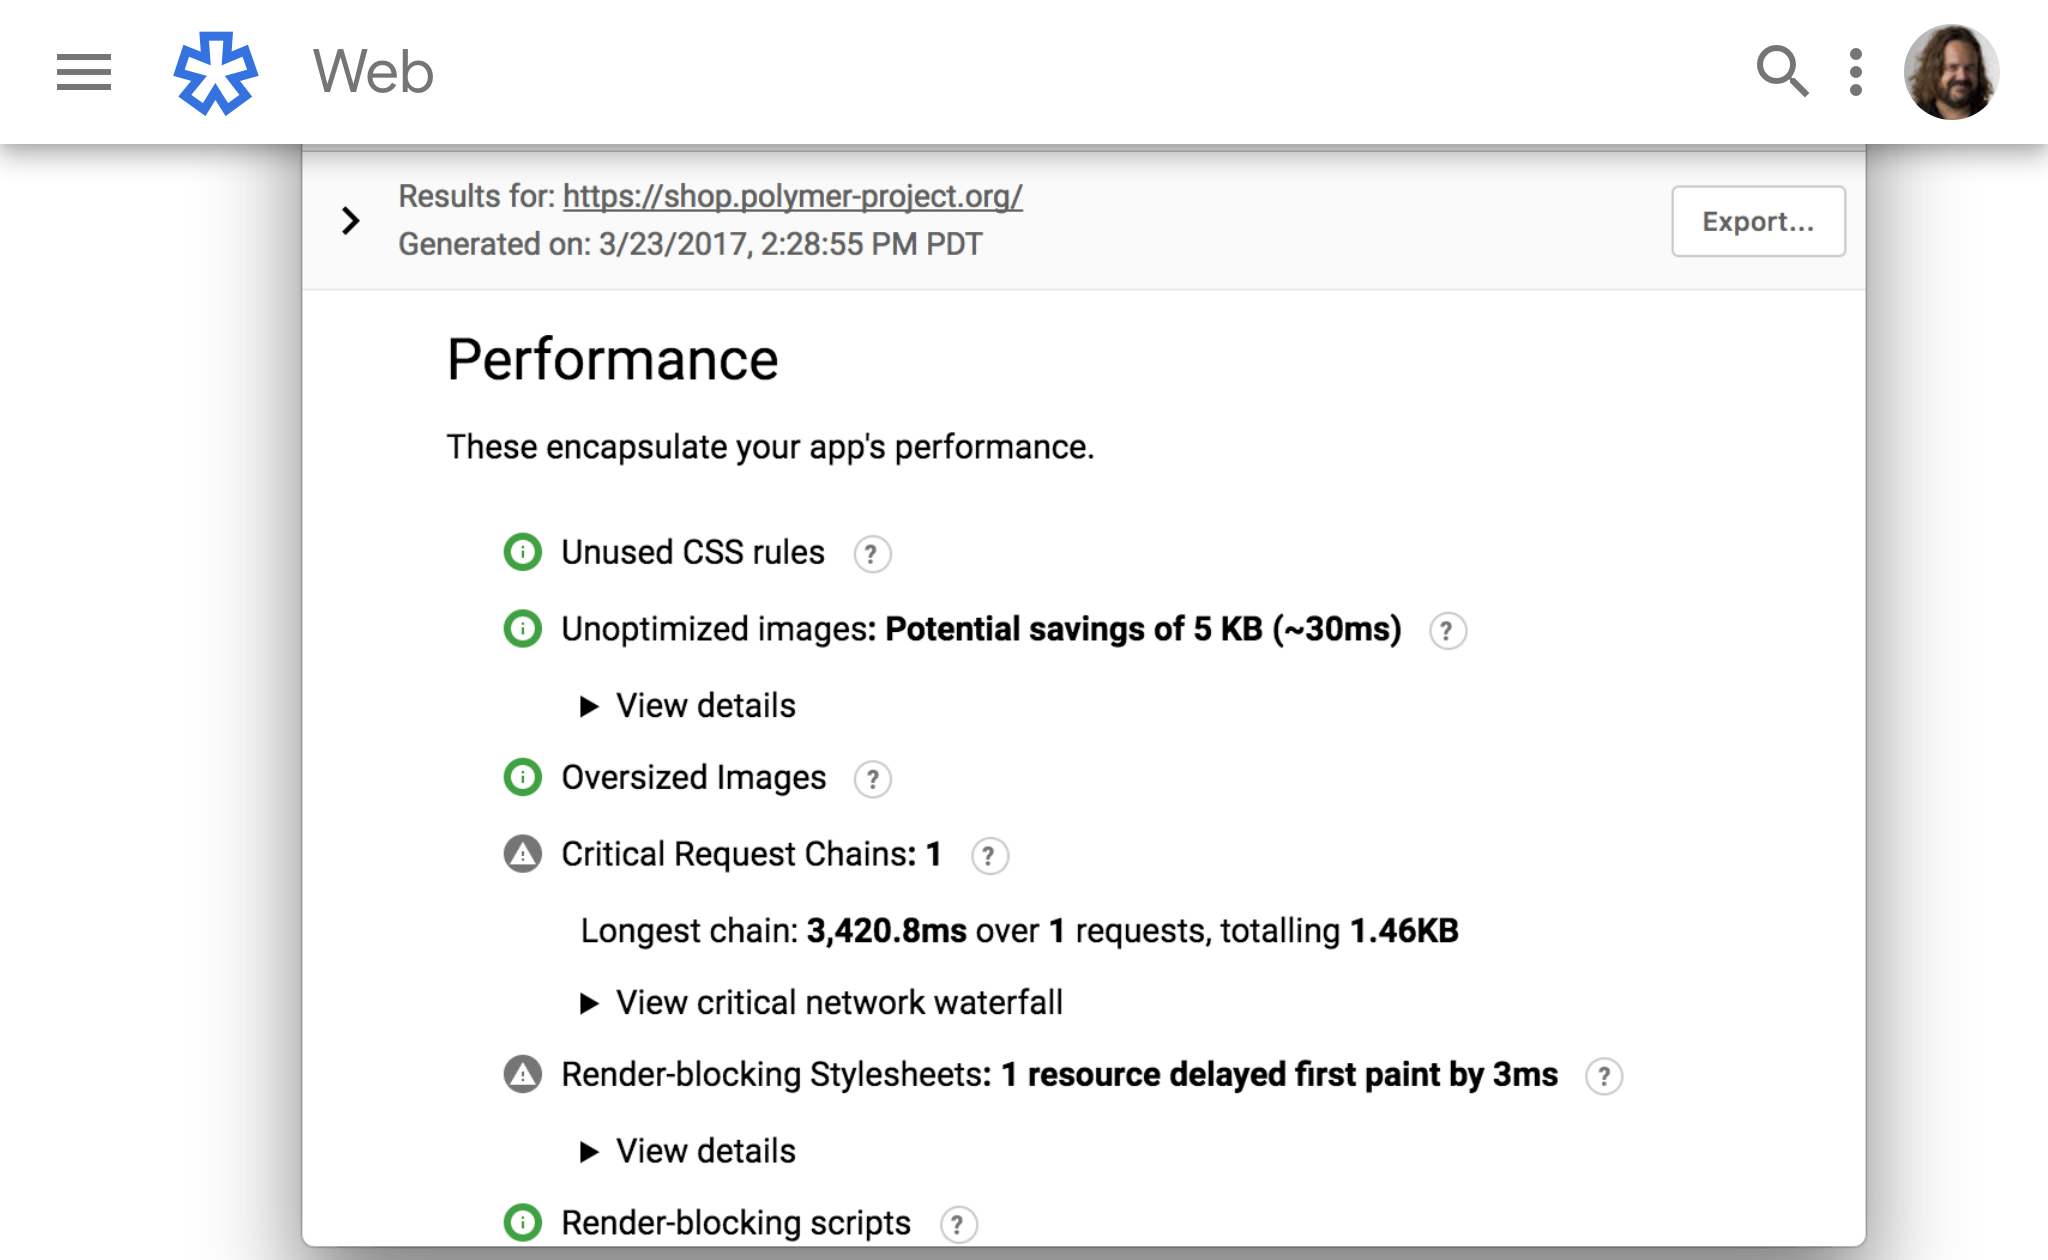 Web
Results for: https://shop.polymer-project.org/
Generated on: 3/23/2017, 2:28:55 PM PDT
Export...
Performance
These encapsulate your app's performance.
Unused CSS rules ?
Unoptimized images: Potential savings of 5 KB (~30ms) ?
View details
Oversized Images ?
Critical Request Chains: 1 ?
Longest chain: 3,420.8ms over 1 requests, totalling 1.46KB
View critical network waterfall
Render-blocking Stylesheets: 1 resource delayed first paint by 3ms ?
View details
Render-blocking scripts ?